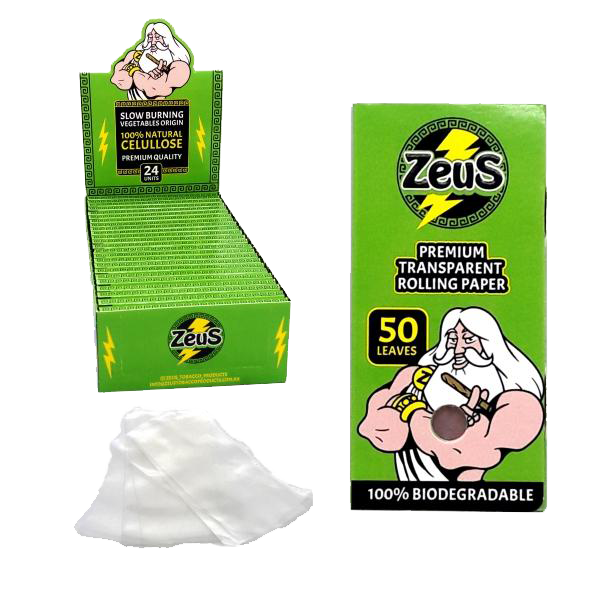 SLOW BURNING
VEGETABLES ORIGIN
100% NATURAL
CELULLOSE
PREMIUM QUALITY
24
UNITS
ZeuS
@ZEUS_TOBACCO_PRODUCTS
ZeuS
PREMIUM
TRANSPARENT
ROLLING PAPER
50
LEAVES
Z
100% BIODEGRADABLE